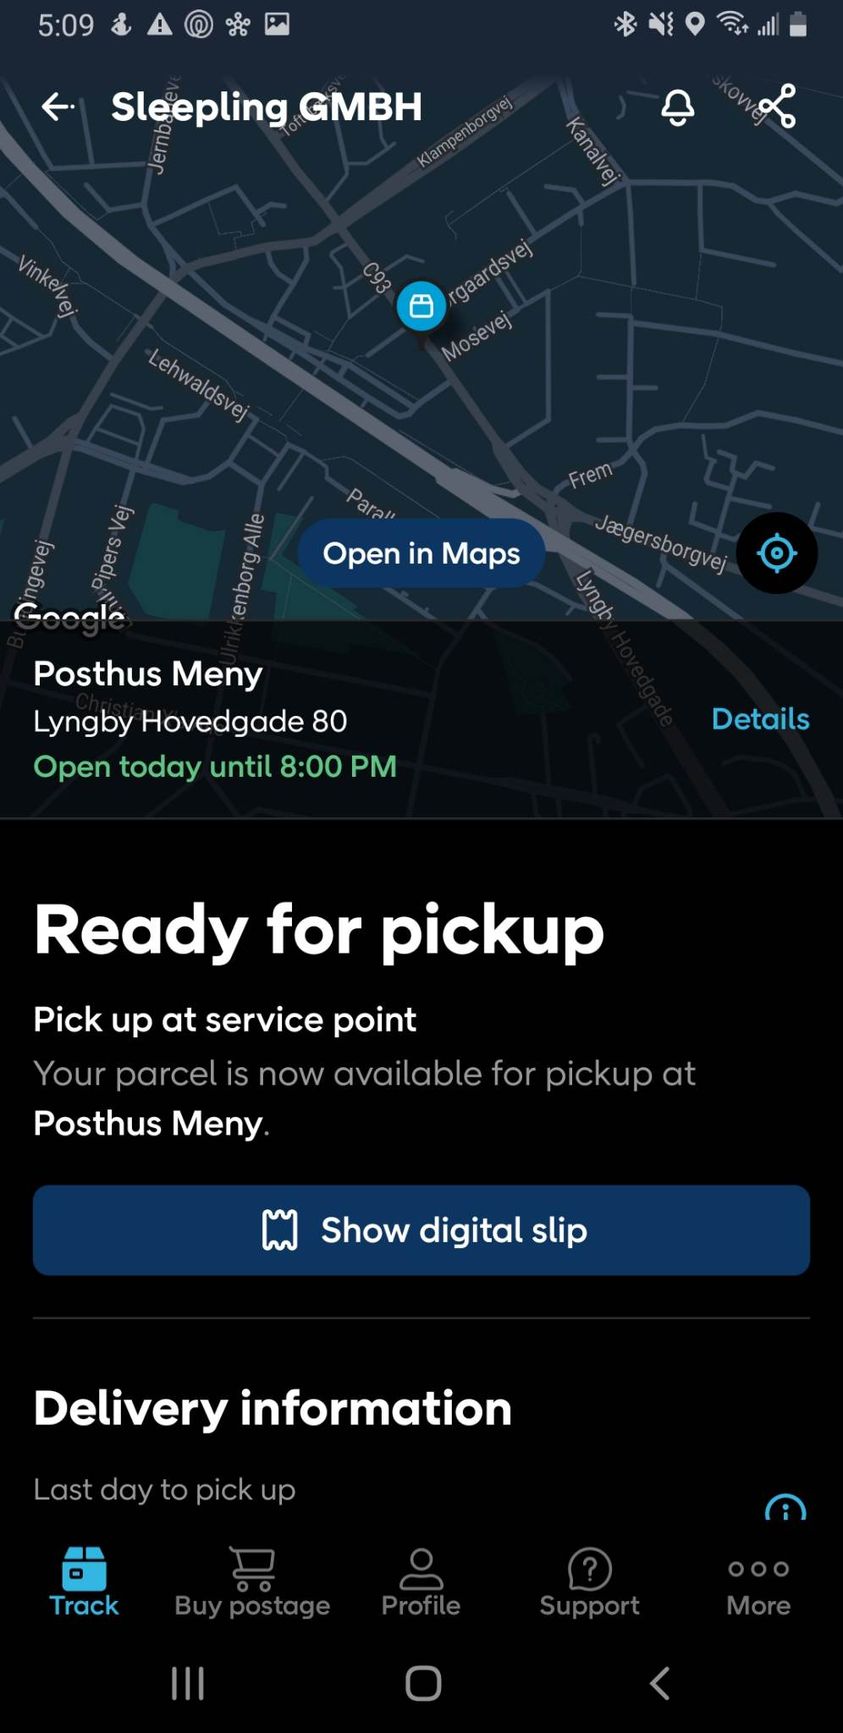 5:09
Sleepling GMBH
Klampenborgvej
Kanalvej
Vinkelvej
C93
rgaardsvej
Mosevej
Lehwaldsvej
Frem
Parall
Jægersborgvej
Open in Maps
Pipers Vej
Ulrikkenborg Alle
Lyngby Hovedgade
Google
Posthus Meny
Lyngby Hovedgade 80
Details
Open today until 8:00 PM
Ready for pickup
Pick up at service point
Your parcel is now available for pickup at
Posthus Meny.
Show digital slip
Delivery information
Last day to pick up
Track
Buy postage
Profile
Support
More